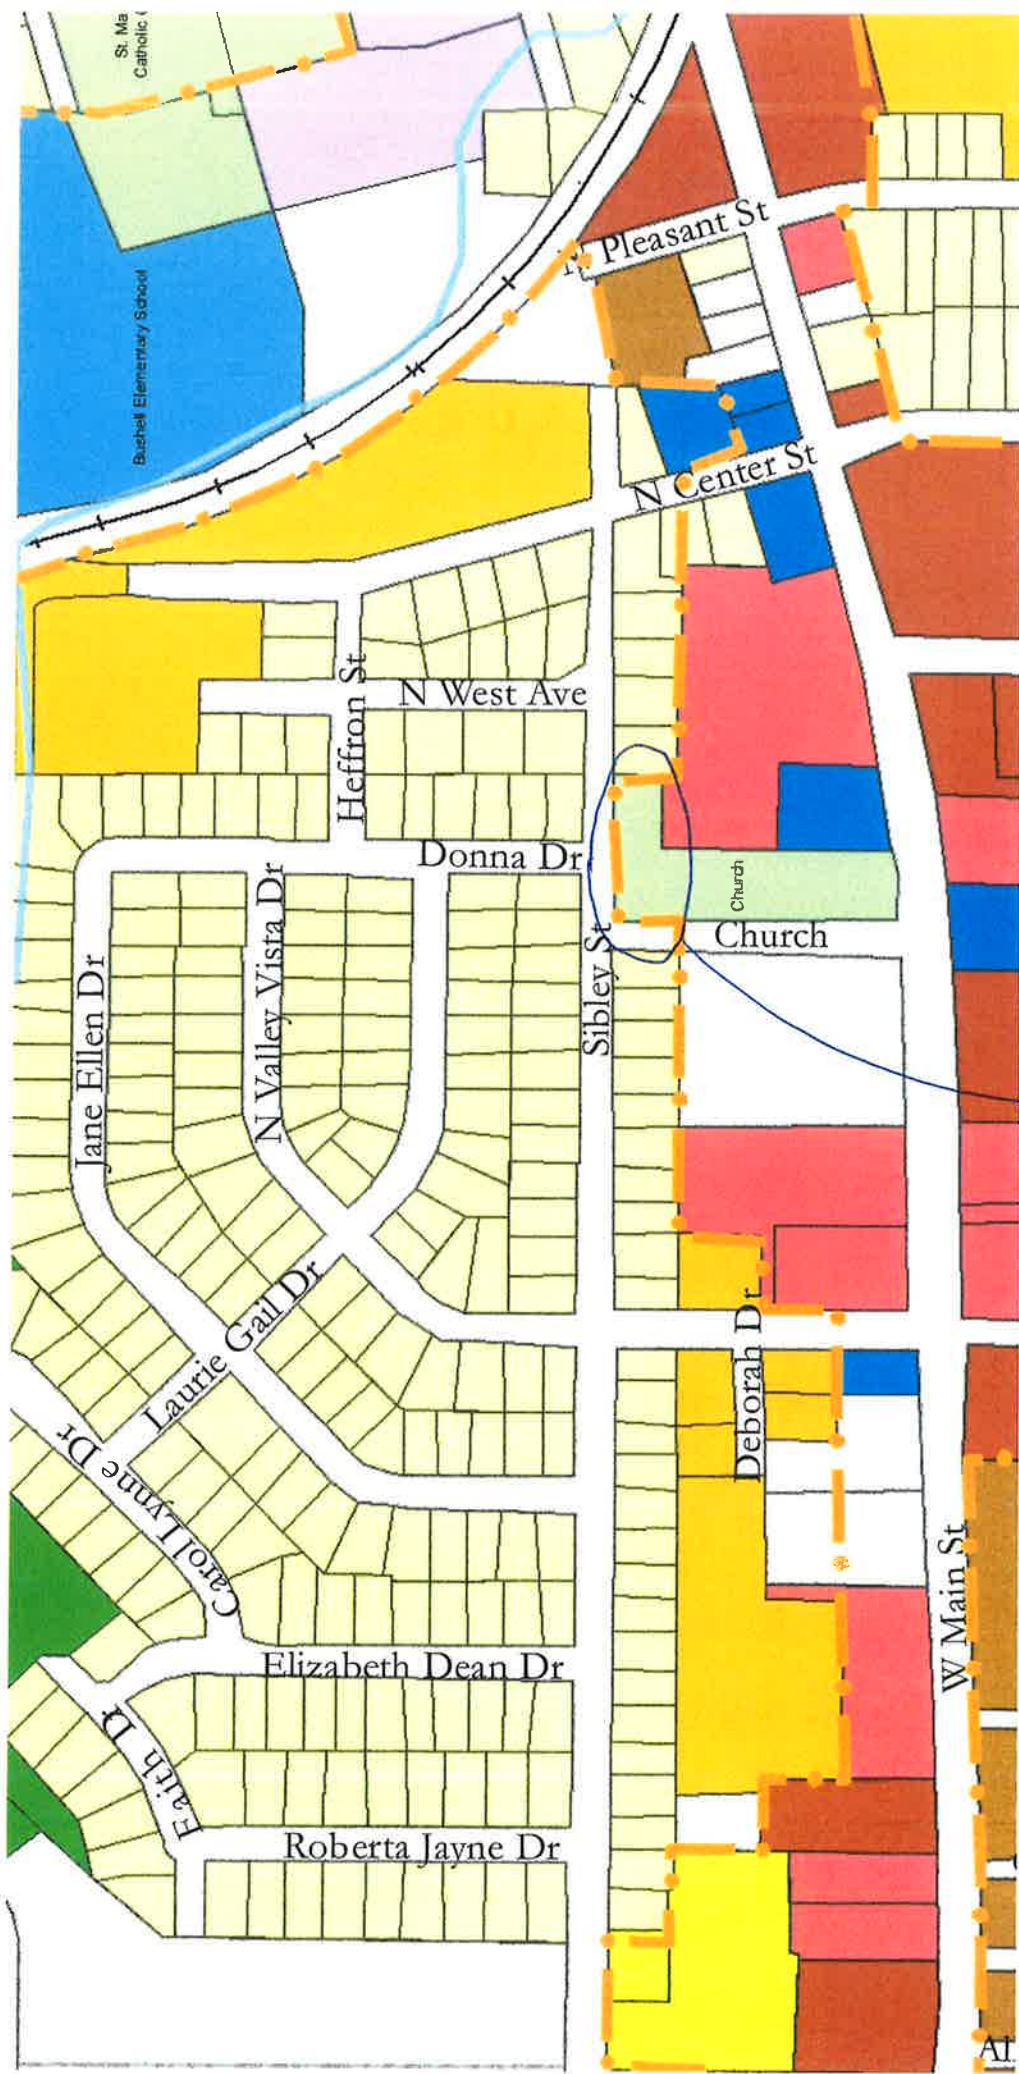 St. Ma
Catholic
Bushell Elementary School
N Pleasant St
N Center St
Heffron St
N West Ave
Donna Dr
Church
Church
Sibley St
Jane Ellen Dr
N Valley Vista Dr
Laurie Gail Dr
Deborah Dr
Carol Lynne Dr
W Main St
Elizabeth Dean Dr
Faith Dr
Roberta Jayne Dr
Al